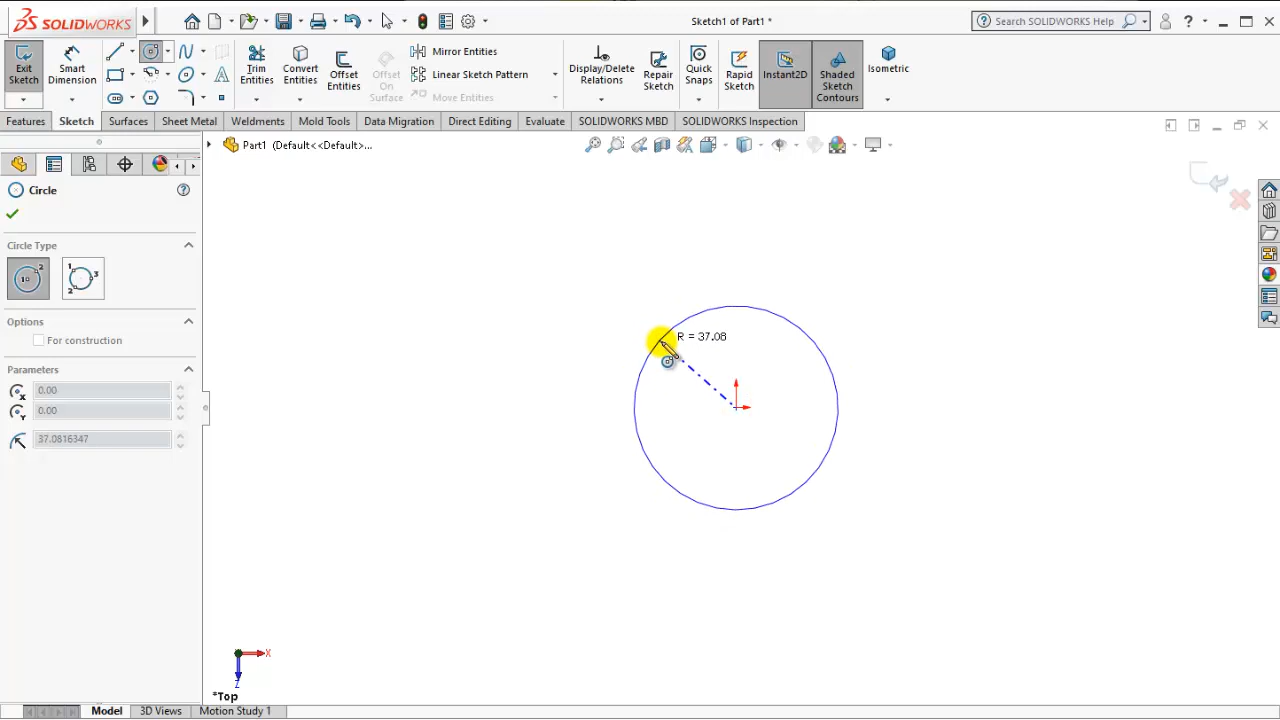 SOLIDWORKS
Sketch1 of Part1 *
Search SOLIDWORKS Help
?
Exit Sketch
Smart Dimension
Trim Entities
Convert Entities
Offset Entities
Offset On Surface
Mirror Entities
Linear Sketch Pattern
Move Entities
Display/Delete Relations
Repair Sketch
Quick Snaps
Rapid Sketch
Instant2D
Shaded Sketch Contours
Isometric
Features
Sketch
Surfaces
Sheet Metal
Weldments
Mold Tools
Data Migration
Direct Editing
Evaluate
SOLIDWORKS MBD
SOLIDWORKS Inspection
Part1 (Default<<Default>...
Circle
?
Circle Type
Options
For construction
Parameters
0.00
0.00
37.0816347
R = 37.08
X
Z
*Top
Model
3D Views
Motion Study 1